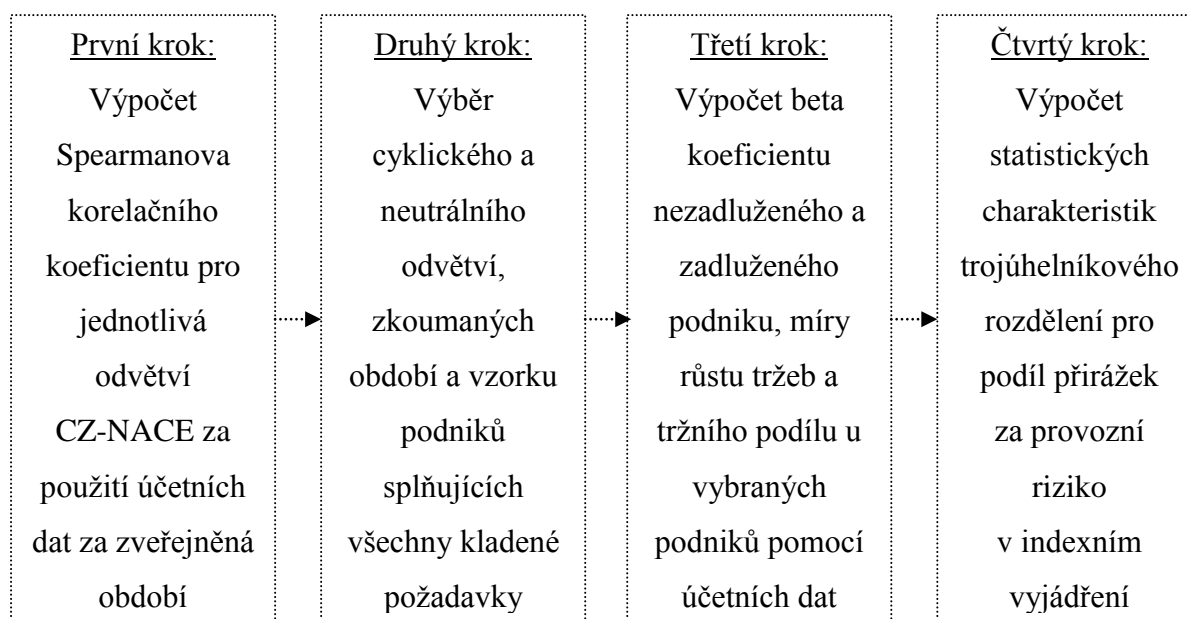 První krok:
Výpočet
Spearmanova
korelačního
koeficientu pro
jednotlivá
odvětví
CZ-NACE za
použití účetních
dat za zveřejněná
období
Druhý krok:
Výběr
cyklického a
neutrálního
odvětví,
zkoumaných
období a vzorku
podniků
splňujících
všechny kladené
požadavky
Třetí krok:
Výpočet beta
koeficientu
nezadluženého a
zadluženého
podniku, míry
růstu tržeb a
tržního podílu u
vybraných
podniků pomocí
účetních dat
Čtvrtý krok:
Výpočet
statistických
charakteristik
trojúhelníkového
rozdělení pro
podíl přirážek
za provozní
riziko
v indexním
vyjádření